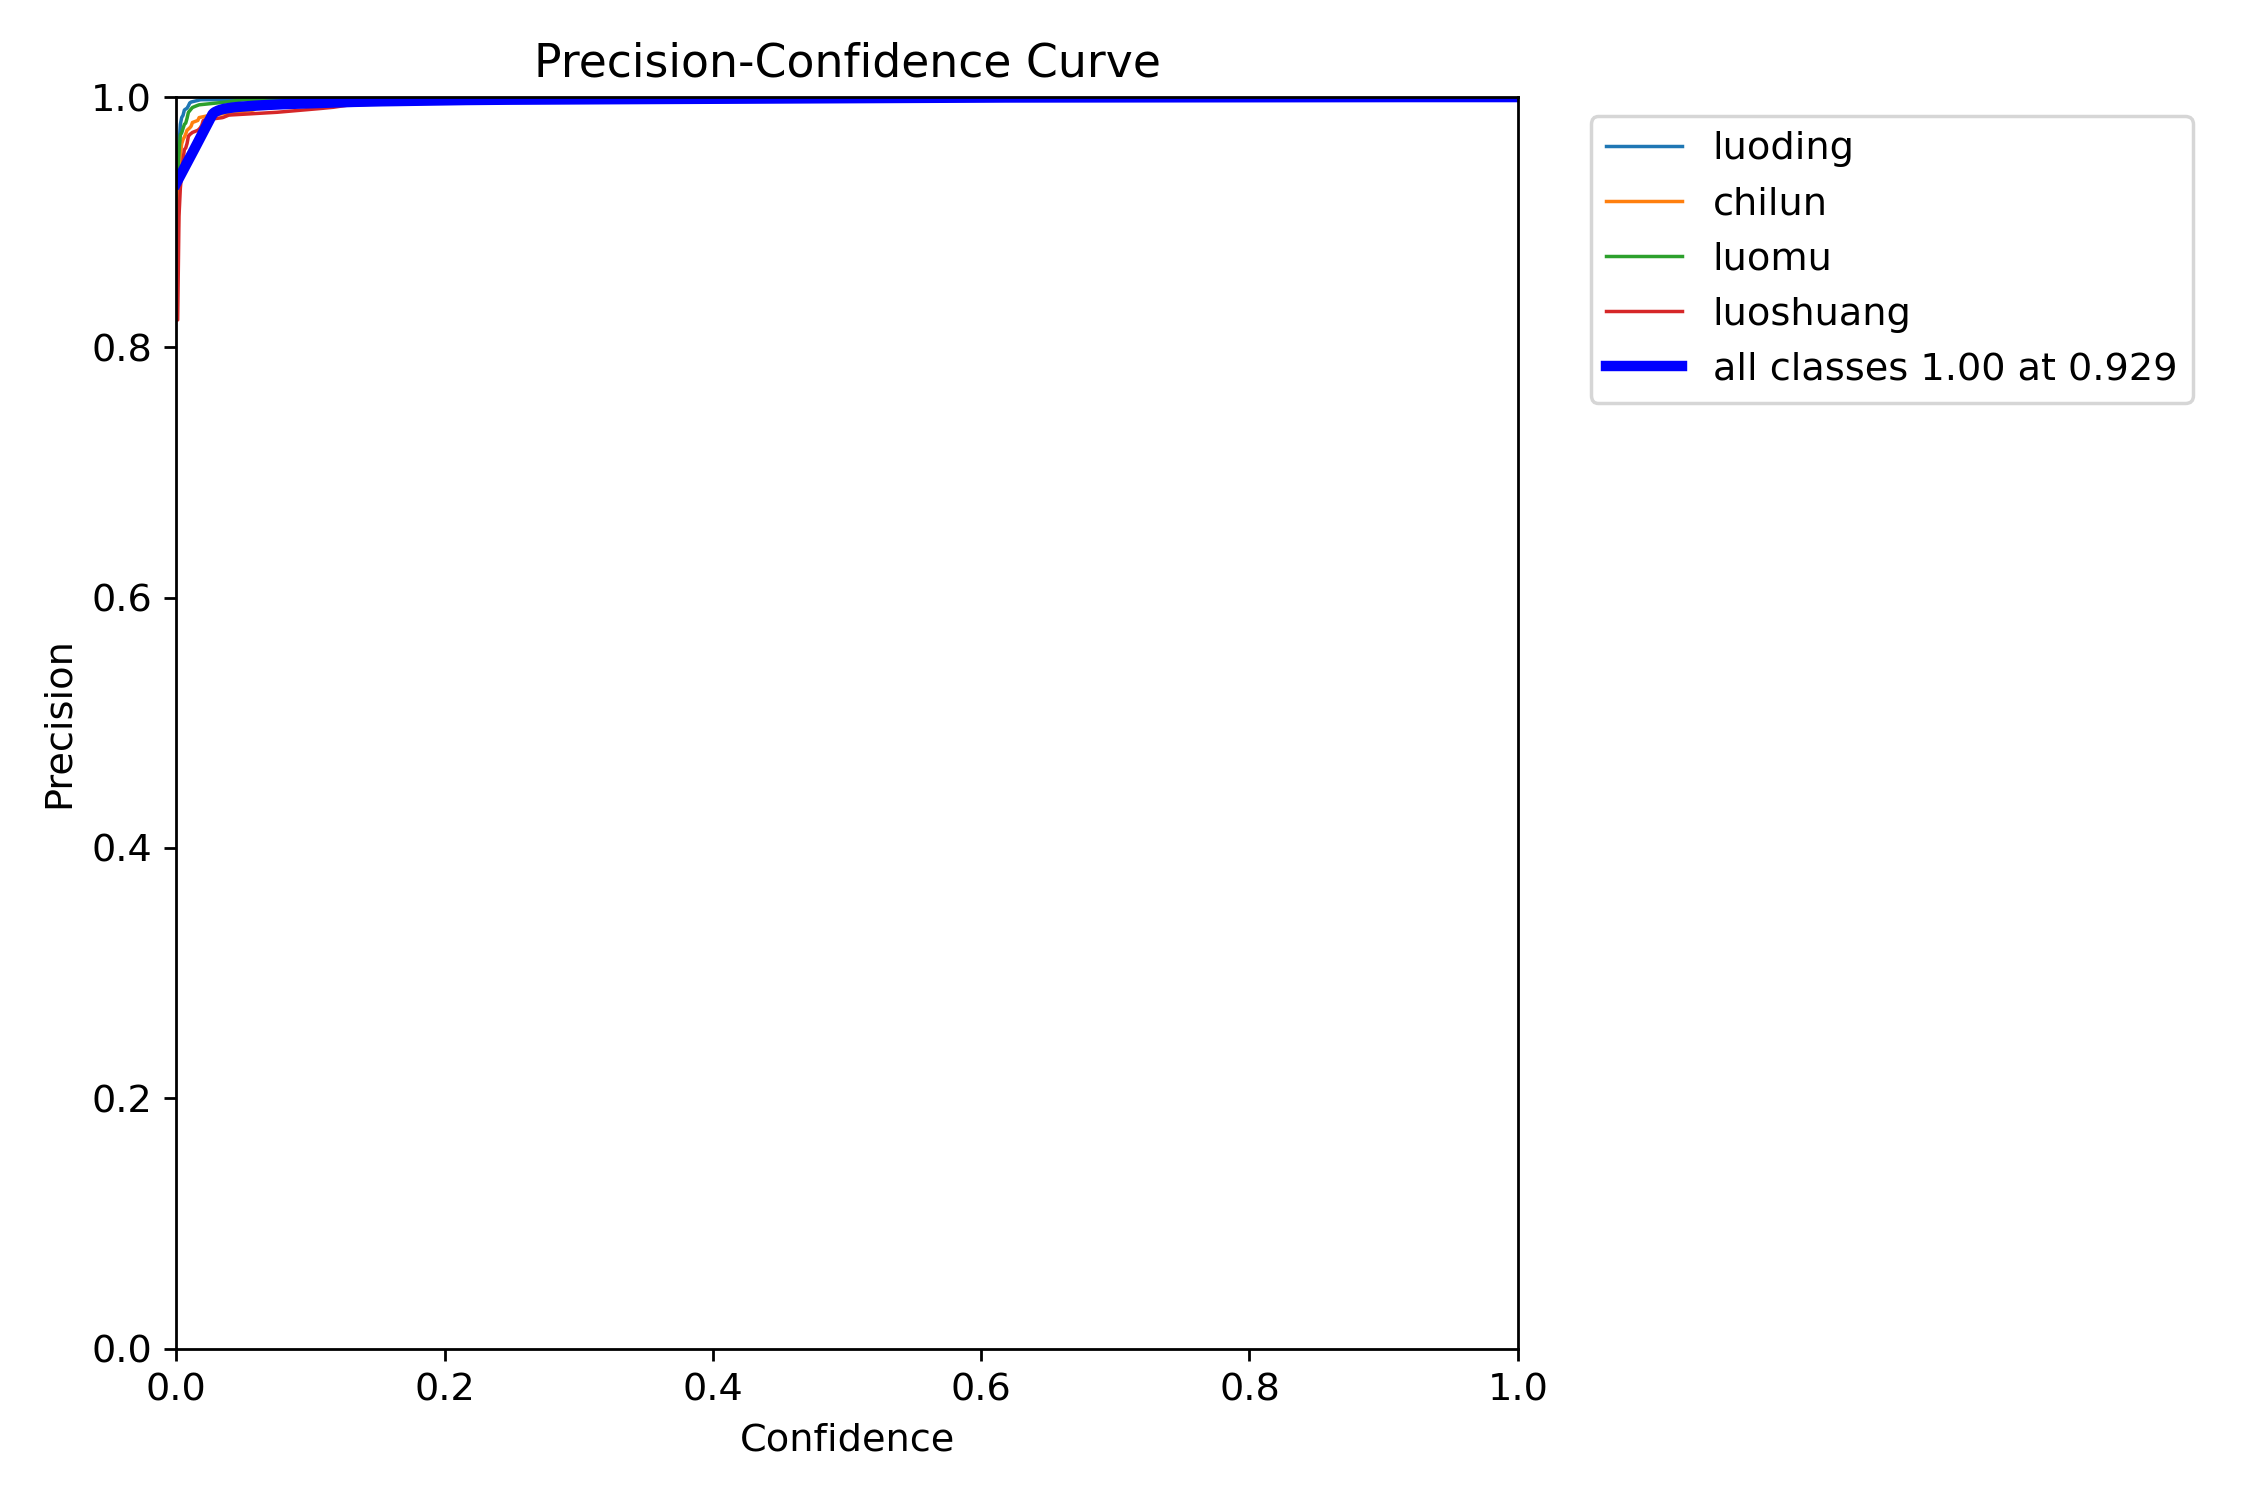 Precision-Confidence Curve
1.0
0.8
0.6
0.4
0.2
0.0
Precision
0.0 0.2 0.4 0.6 0.8 1.0
Confidence
luoding
chilun
luomu
luoshuang
all classes 1.00 at 0.929